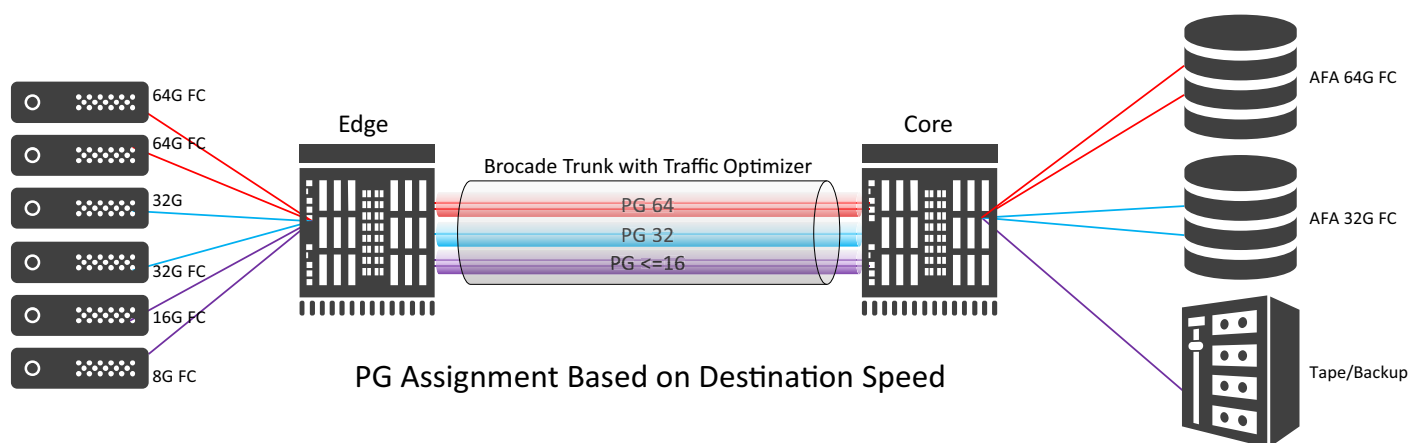 64G FC
64G FC
32G
32G FC
16G FC
8G FC
Edge
Brocade Trunk with Traffic Optimizer
PG 64
PG 32
PG <=16
Core
AFA 64G FC
AFA 32G FC
Tape/Backup
PG Assignment Based on Destination Speed